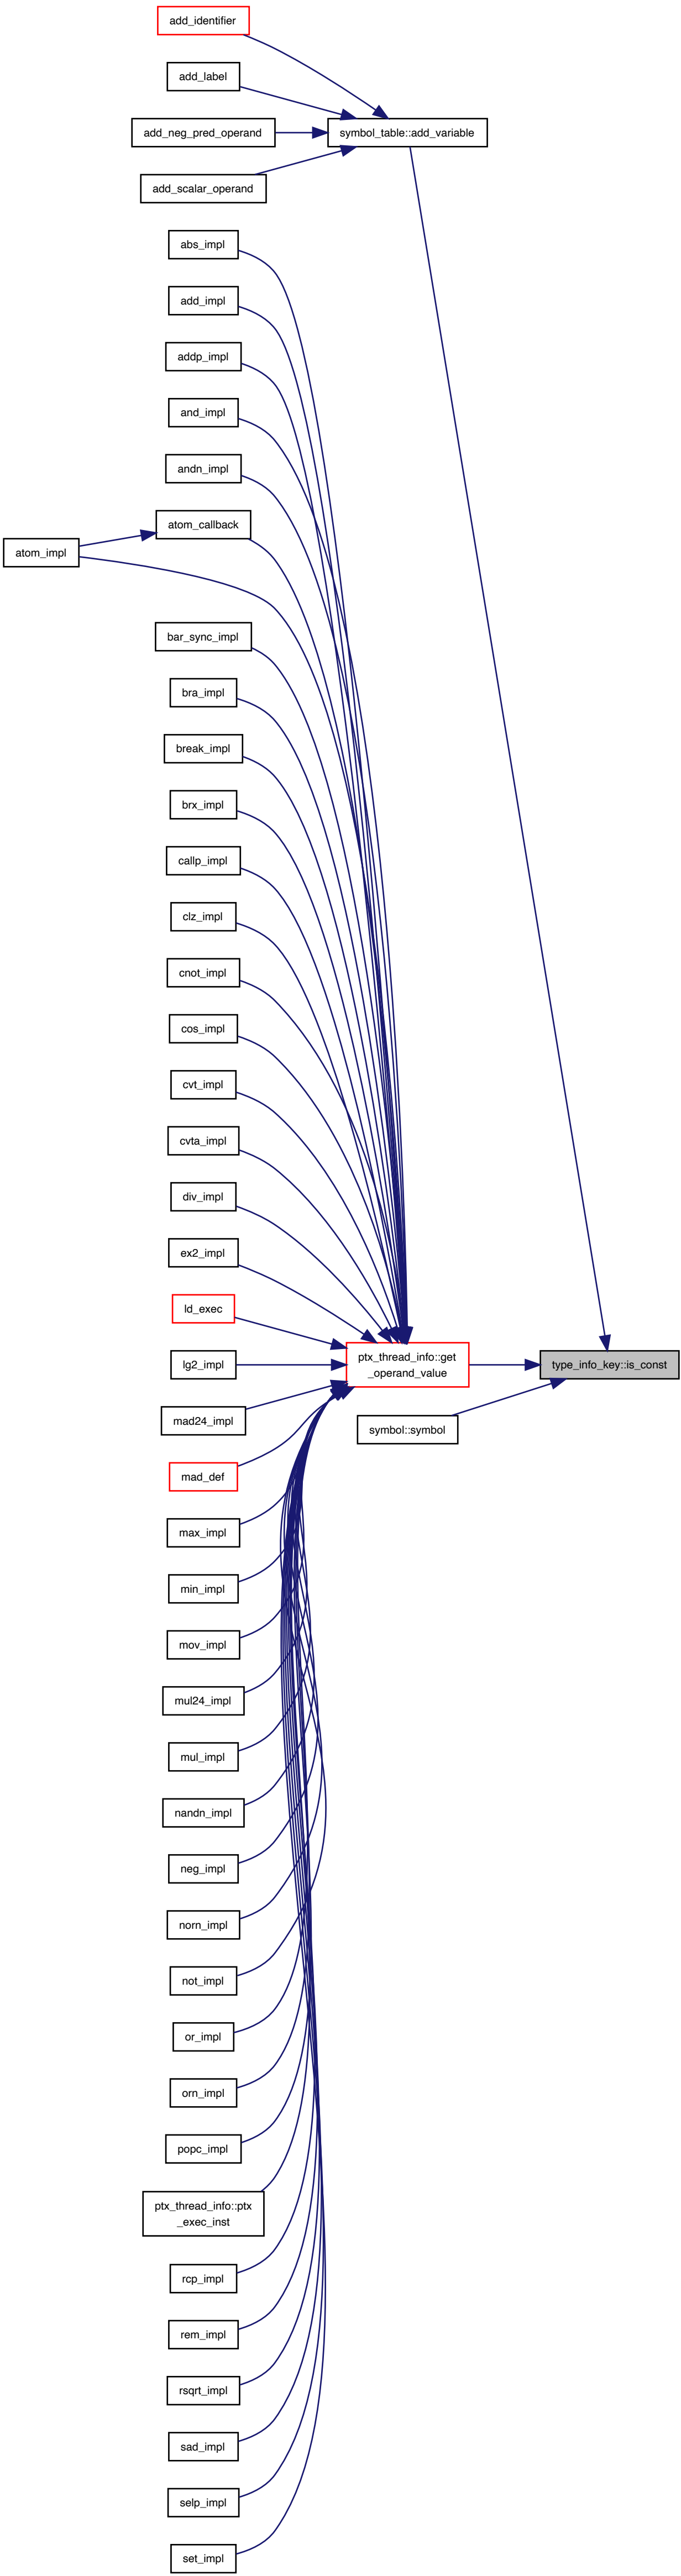 add_identifier
add_label
symbol_table::add_variable
add_neg_pred_operand
add_scalar_operand
abs_impl
add_impl
addp_impl
and_impl
andn_impl
atom_callback
atom_impl
bar_sync_impl
bra_impl
break_impl
brx_impl
callp_impl
clz_impl
cnot_impl
cos_impl
cvt_impl
cvta_impl
div_impl
ex2_impl
ld_exec
ptx_thread_info::get
_operand_value
type_info_key::is_const
lg2_impl
mad24_impl
symbol::symbol
mad_def
max_impl
min_impl
mov_impl
mul24_impl
mul_impl
nandn_impl
neg_impl
norn_impl
not_impl
or_impl
orn_impl
popc_impl
ptx_thread_info::ptx
_exec_inst
rcp_impl
rem_impl
rsqrt_impl
sad_impl
selp_impl
set_impl